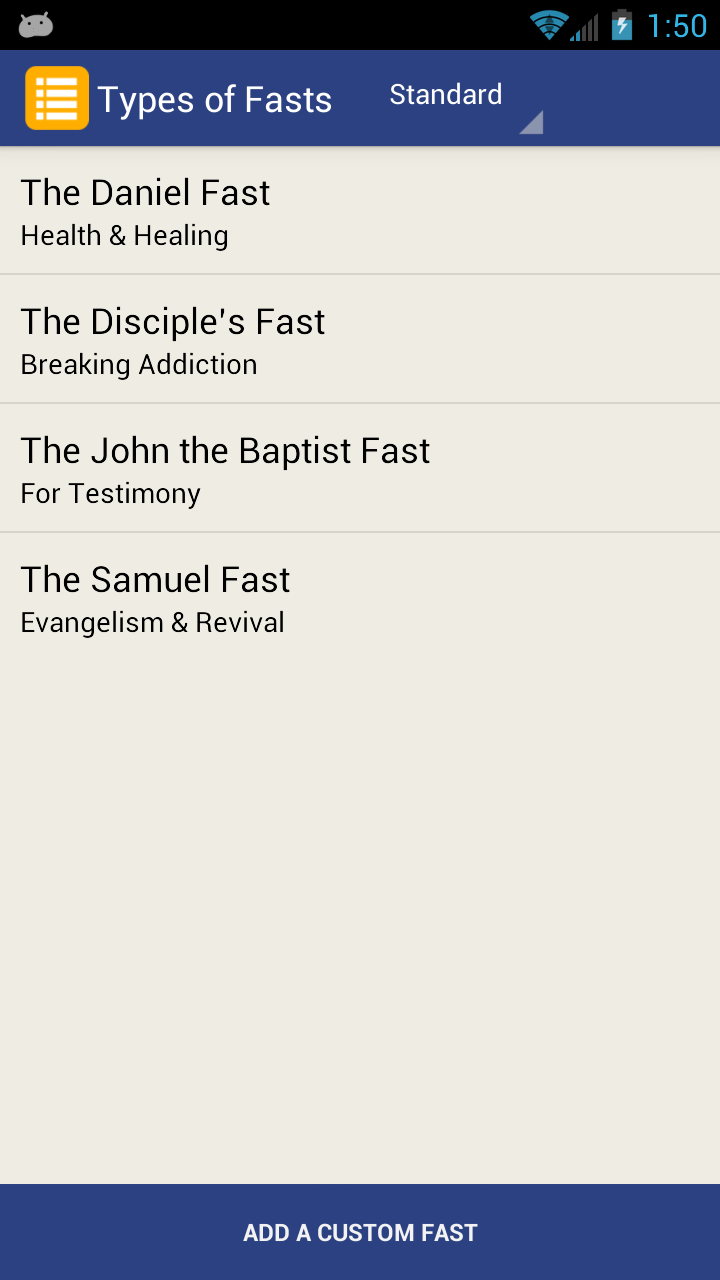 1:50
Types of Fasts
Standard
The Daniel Fast
Health & Healing
The Disciple's Fast
Breaking Addiction
The John the Baptist Fast
For Testimony
The Samuel Fast
Evangelism & Revival
ADD A CUSTOM FAST